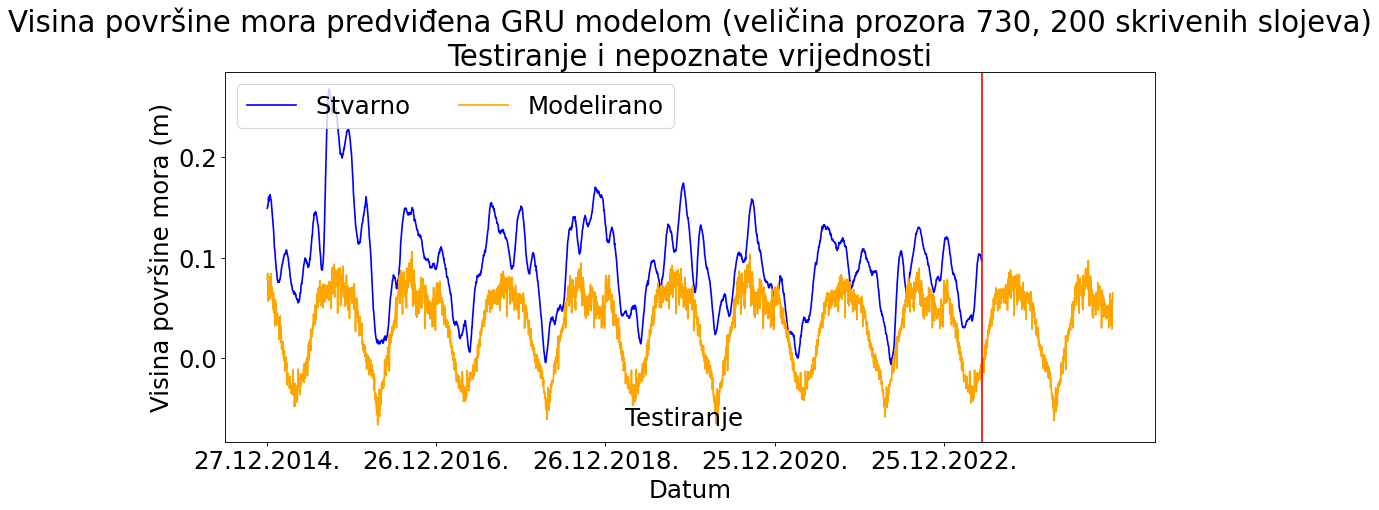 Visina površine mora predviđena GRU modelom (veličina prozora 730, 200 skrivenih slojeva)
Testiranje i nepoznate vrijednosti
Stvarno
Modelirano
Visina površine mora (m)
0.2
0.1
0.0
Testiranje
27.12.2014.
26.12.2016.
26.12.2018.
25.12.2020.
25.12.2022.
Datum